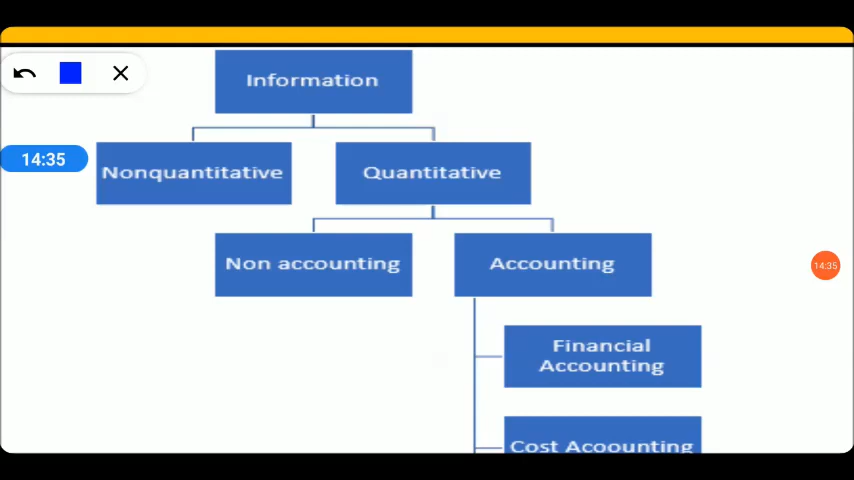 Information
14:35
Nonquantitative
Quantitative
Non accounting
Accounting
14:35
Financial
Accounting
Cost Acoounting